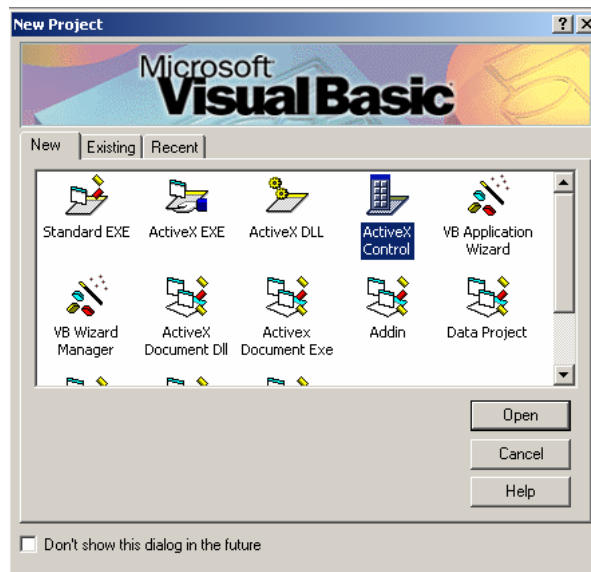 New Project
Microsoft
Visual Basic
New Existing Recent
Standard EXE ActiveX EXE ActiveX DLL ActiveX Control VB Application Wizard
VB Wizard Manager ActiveX Document Dll Activex Document Exe Addin Data Project
Open
Cancel
Help
Don't show this dialog in the future